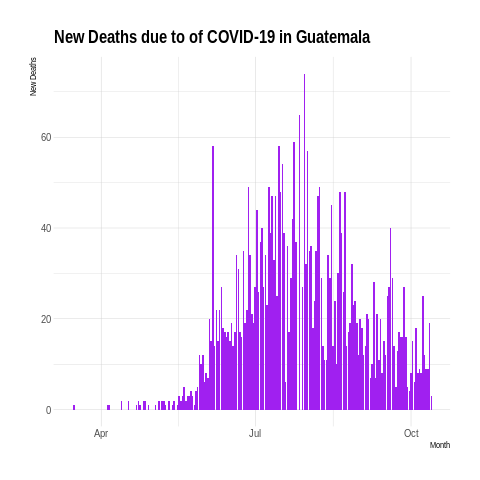 New Deaths due to of COVID-19 in Guatemala
New Deaths
60
40
20
0
Apr
Jul
Oct
Month